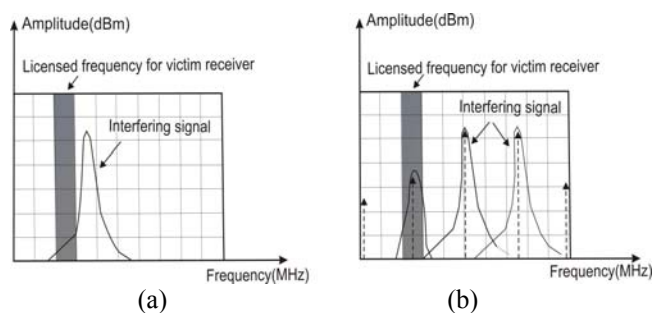 Amplitude(dBm)
Licensed frequency for victim receiver
Interfering signal
Frequency(MHz)
(a)
Amplitude(dBm)
Licensed frequency for victim receiver
Interfering signal
Frequency(MHz)
(b)